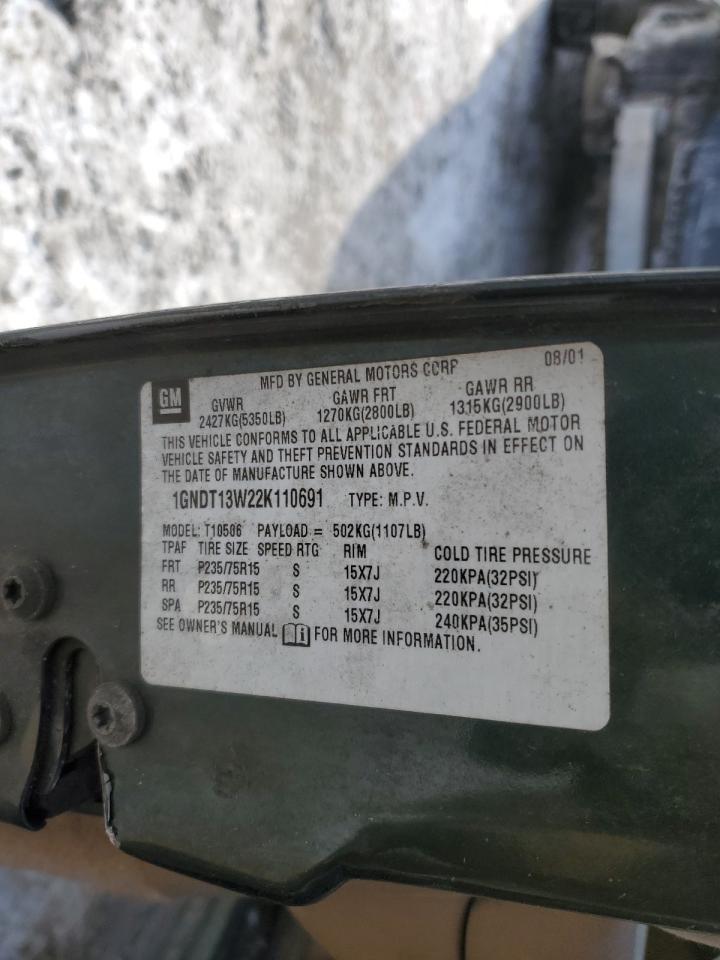 GM
MFD BY GENERAL MOTORS CORP 08/01
GVWR GAWR FRT GAWR RR
2427KG(5350LB) 1270KG(2800LB) 1315KG(2900LB)
THIS VEHICLE CONFORMS TO ALL APPLICABLE U.S. FEDERAL MOTOR
VEHICLE SAFETY AND THEFT PREVENTION STANDARDS IN EFFECT ON
THE DATE OF MANUFACTURE SHOWN ABOVE.
1GNDT13W22K110691 TYPE: M.P.V.
MODEL: T10506 PAYLOAD = 502KG(1107LB)
TPAF TIRE SIZE SPEED RTG RIM COLD TIRE PRESSURE
FRT P235/75R15 S 15X7J 220KPA(32PSI)
RR P235/75R15 S 15X7J 220KPA(32PSI)
SPA P235/75R15 S 15X7J 240KPA(35PSI)
SEE OWNER'S MANUAL FOR MORE INFORMATION.